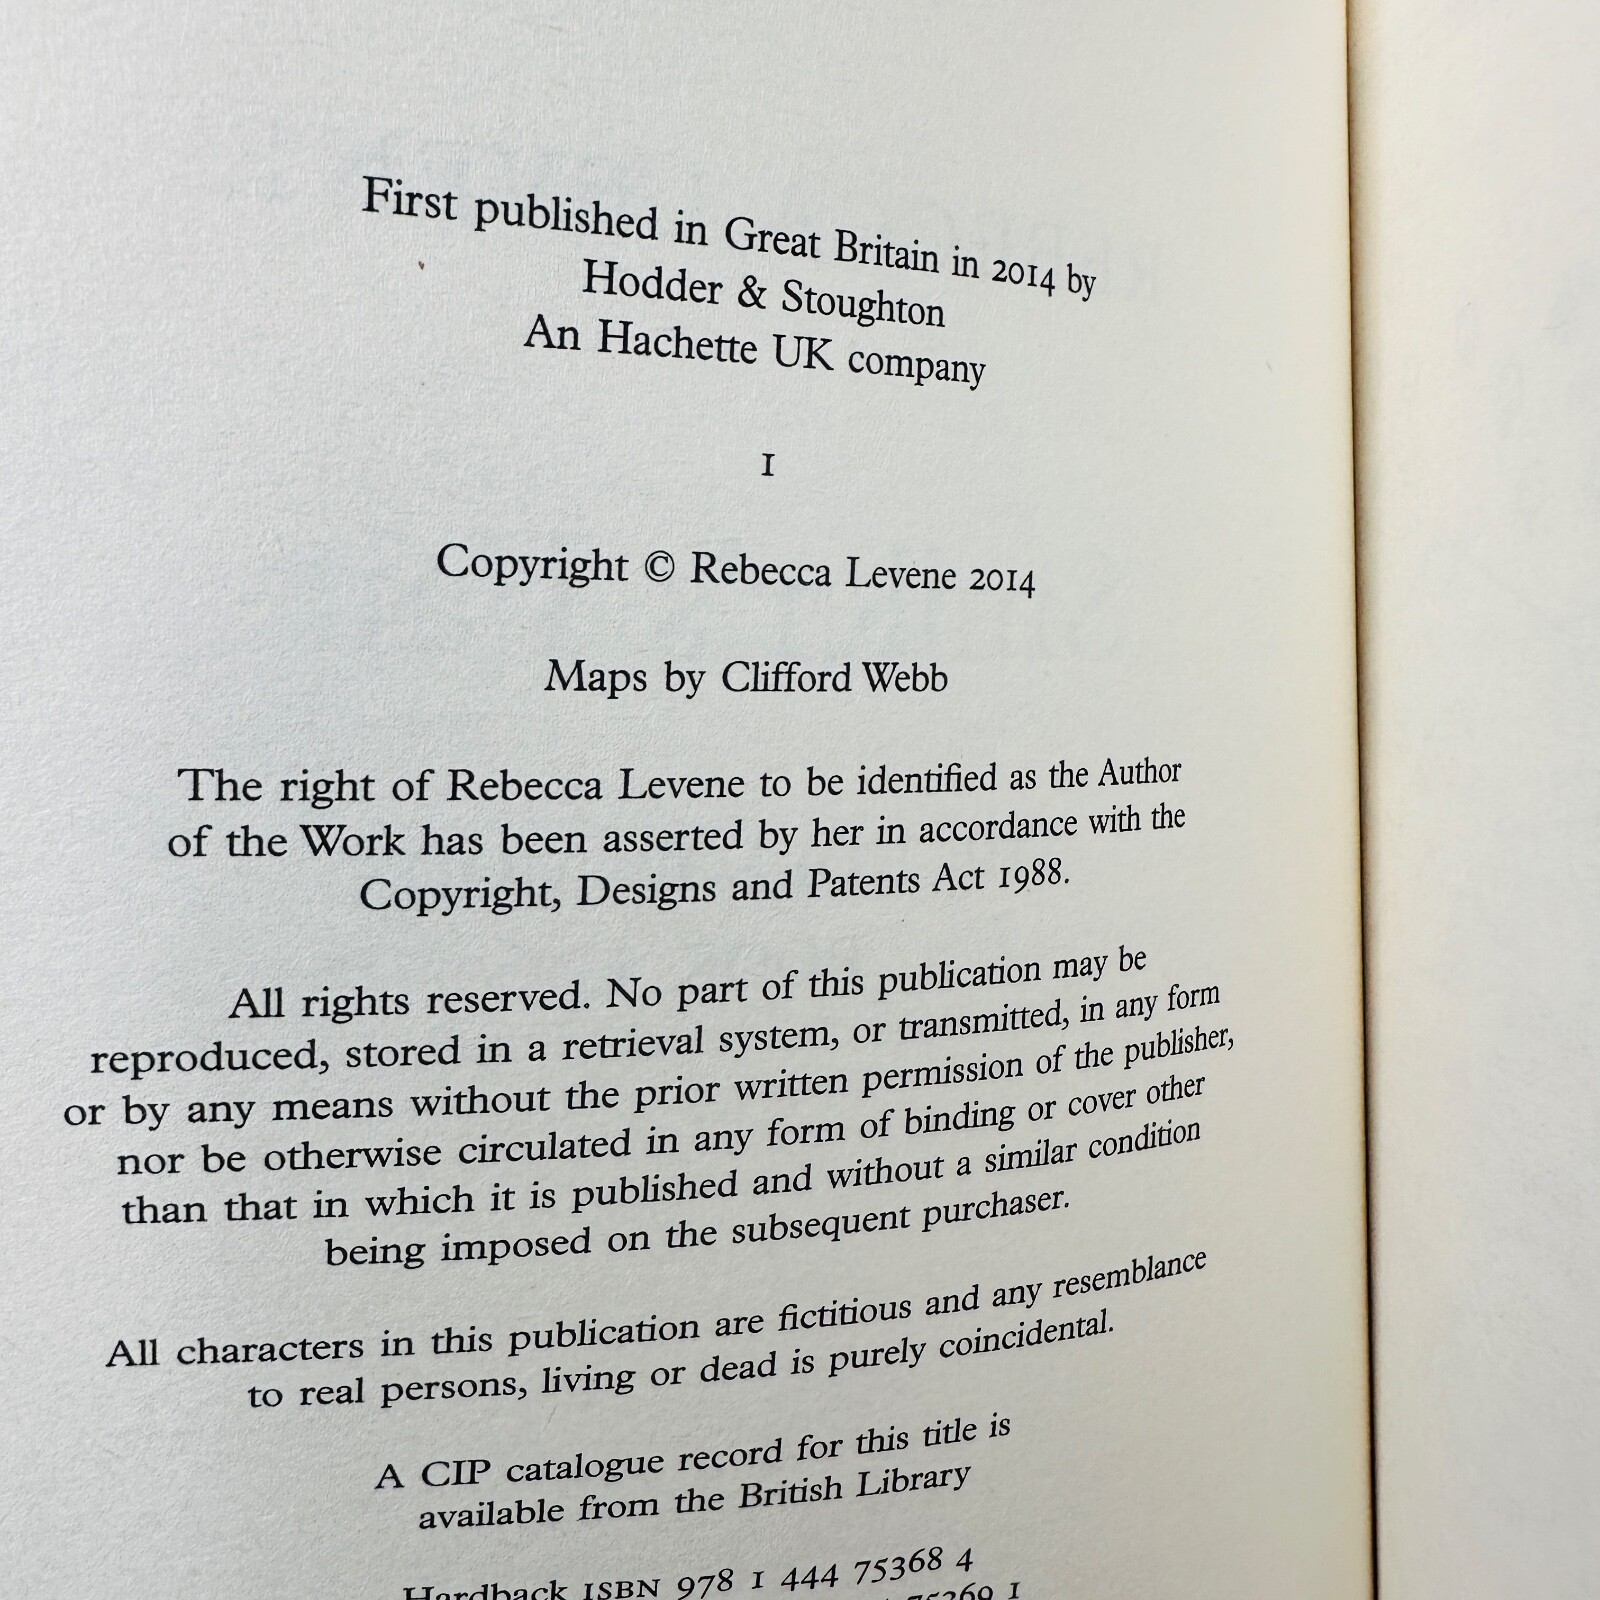 First published in Great Britain in 2014 by
Hodder & Stoughton
An Hachette UK company
1
Copyright © Rebecca Levene 2014
Maps by Clifford Webb
The right of Rebecca Levene to be identified as the Author
of the Work has been asserted by her in accordance with the
Copyright, Designs and Patents Act 1988.
All rights reserved. No part of this publication may be
reproduced, stored in a retrieval system, or transmitted, in any form
or by any means without the prior written permission of the publisher,
nor be otherwise circulated in any form of binding or cover other
than that in which it is published and without a similar condition
being imposed on the subsequent purchaser.
All characters in this publication are fictitious and any resemblance
to real persons, living or dead is purely coincidental.
A CIP catalogue record for this title is
available from the British Library
Hardback ISBN 978 1 444 75368 4
75369 1